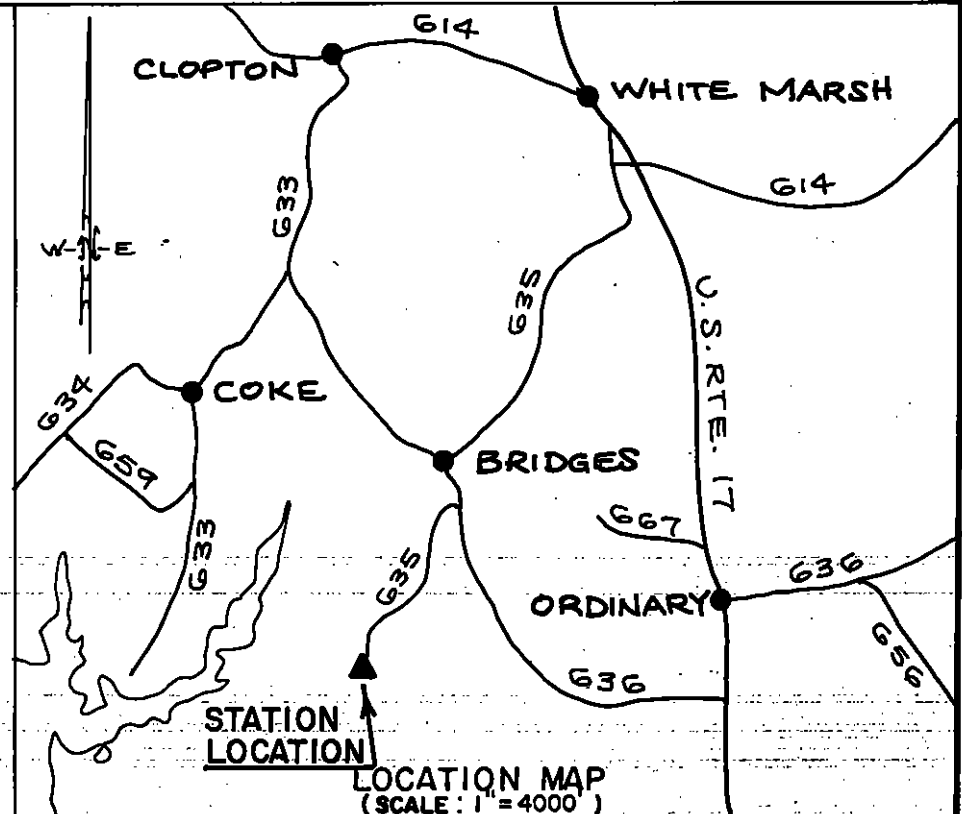 614
CLOPTON
WHITE MARSH
614
633
W-N-E
635
U.S. RTE. 17
634
COKE
659
BRIDGES
667
633
635
636
ORDINARY
656
636
STATION
LOCATION
LOCATION MAP
(SCALE: 1" = 4000')